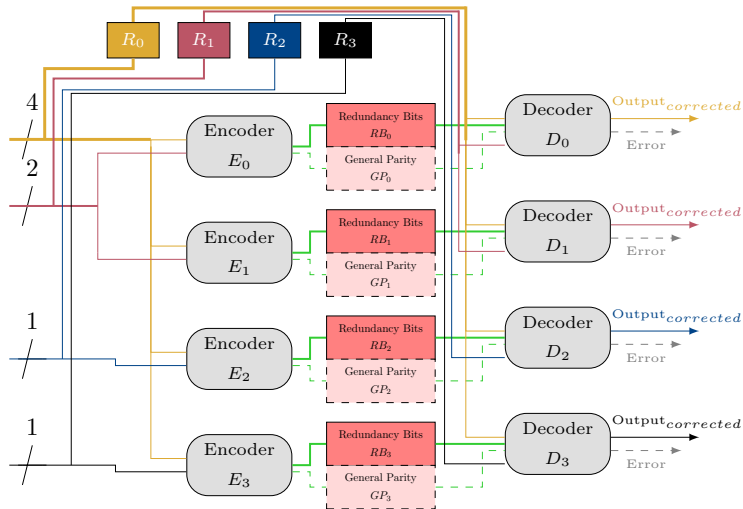 R0 R1 R2 R3
4
2
1
1
Encoder
E0
Redundancy Bits
RB0
General Parity
GP0
Decoder
D0
Outputcorrected
Error
Encoder
E1
Redundancy Bits
RB1
General Parity
GP1
Decoder
D1
Outputcorrected
Error
Encoder
E2
Redundancy Bits
RB2
General Parity
GP2
Decoder
D2
Outputcorrected
Error
Encoder
E3
Redundancy Bits
RB3
General Parity
GP3
Decoder
D3
Outputcorrected
Error